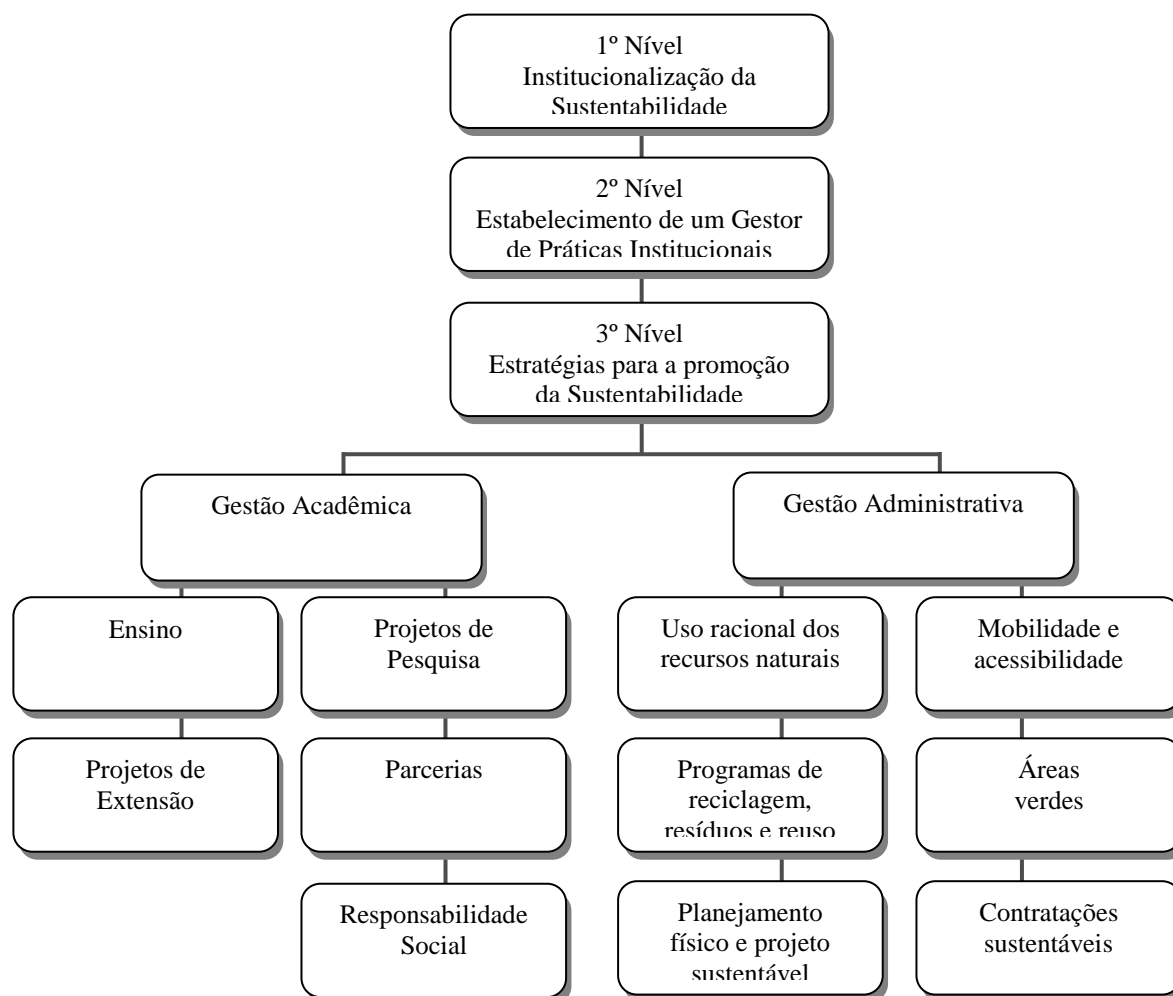 1º Nível
Institucionalização da
Sustentabilidade
2º Nível
Estabelecimento de um Gestor
de Práticas Institucionais
3º Nível
Estratégias para a promoção
da Sustentabilidade
Gestão Acadêmica
Gestão Administrativa
Ensino
Projetos de
Pesquisa
Uso racional dos
recursos naturais
Mobilidade e
acessibilidade
Projetos de
Extensão
Parcerias
Programas de
reciclagem,
resíduos e reuso
Áreas
verdes
Responsabilidade
Social
Planejamento
físico e projeto
sustentável
Contratações
sustentáveis